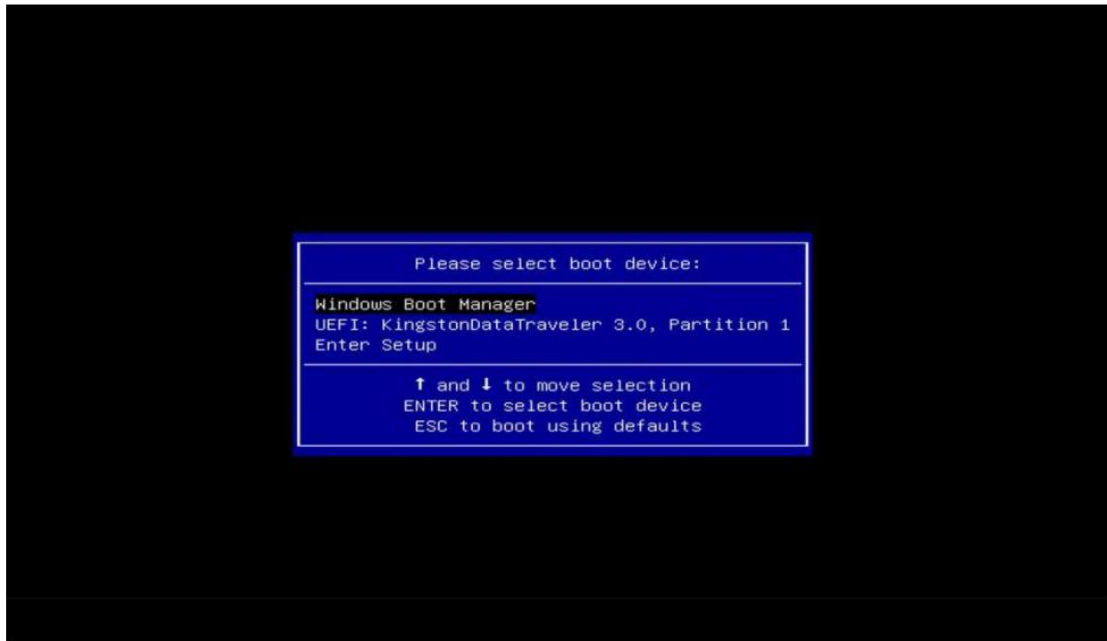 Please select boot device:
Windows Boot Manager
UEFI: KingstonDataTraveler 3.0, Partition 1
Enter Setup
↑ and ↓ to move selection
ENTER to select boot device
ESC to boot using defaults